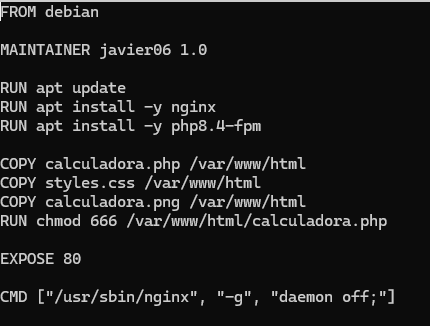 FROM debian
MAINTAINER javier06 1.0
RUN apt update
RUN apt install -y nginx
RUN apt install -y php8.4-fpm
COPY calculadora.php /var/www/html
COPY styles.css /var/www/html
COPY calculadora.png /var/www/html
RUN chmod 666 /var/www/html/calculadora.php
EXPOSE 80
CMD ["/usr/sbin/nginx", "-g", "daemon off;"]